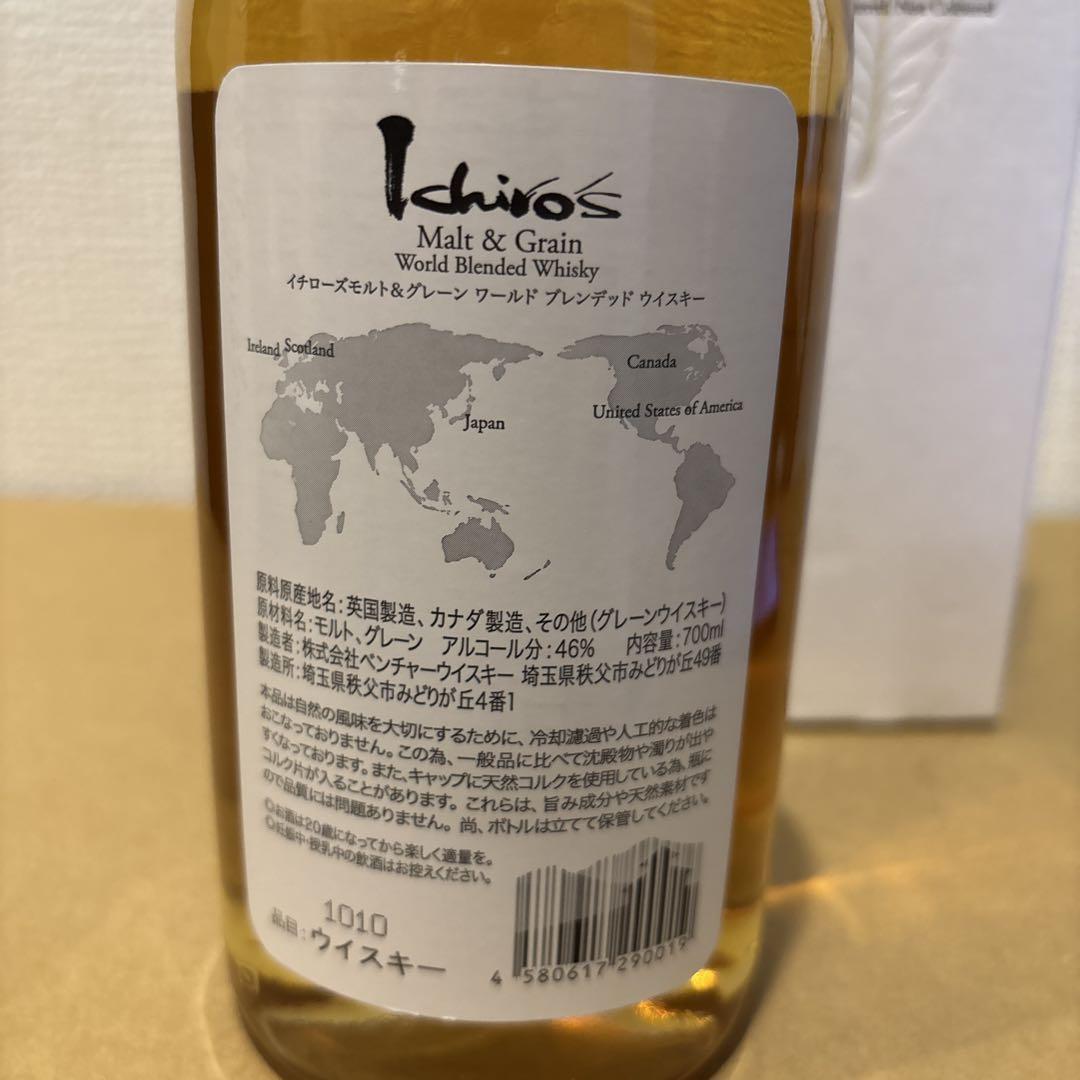 Ichiro's
Malt & Grain
World Blended Whisky
イチローズモルト&グレーン ワールド ブレンデッド ウイスキー
Ireland Scotland
Canada
United States of America
Japan
原料原産地名:英国製造、カナダ製造、その他(グレーンウイスキー)
原材料名:モルト、グレーン アルコール分:46% 内容量:700ml
製造者:株式会社ベンチャーウイスキー 埼玉県秩父市みどりが丘49番
製造所:埼玉県秩父市みどりが丘4番1
本品は自然の風味を大切にするために、冷却濾過や人工的な着色は
おこなっておりません。この為、一般品に比べて沈殿物や濁りが出や
すくなっております。また、キャップに天然コルクを使用している為、瓶に
コルク片が入ることがあります。これらは、旨み成分や天然素材です
ので品質には問題ありません。尚、ボトルは立てて保管してください。
◎お酒は20歳になってから楽しく適量を。
◎妊娠中・授乳中の飲酒はお控えください。
1010
品目:ウイスキー
4 580617 290019